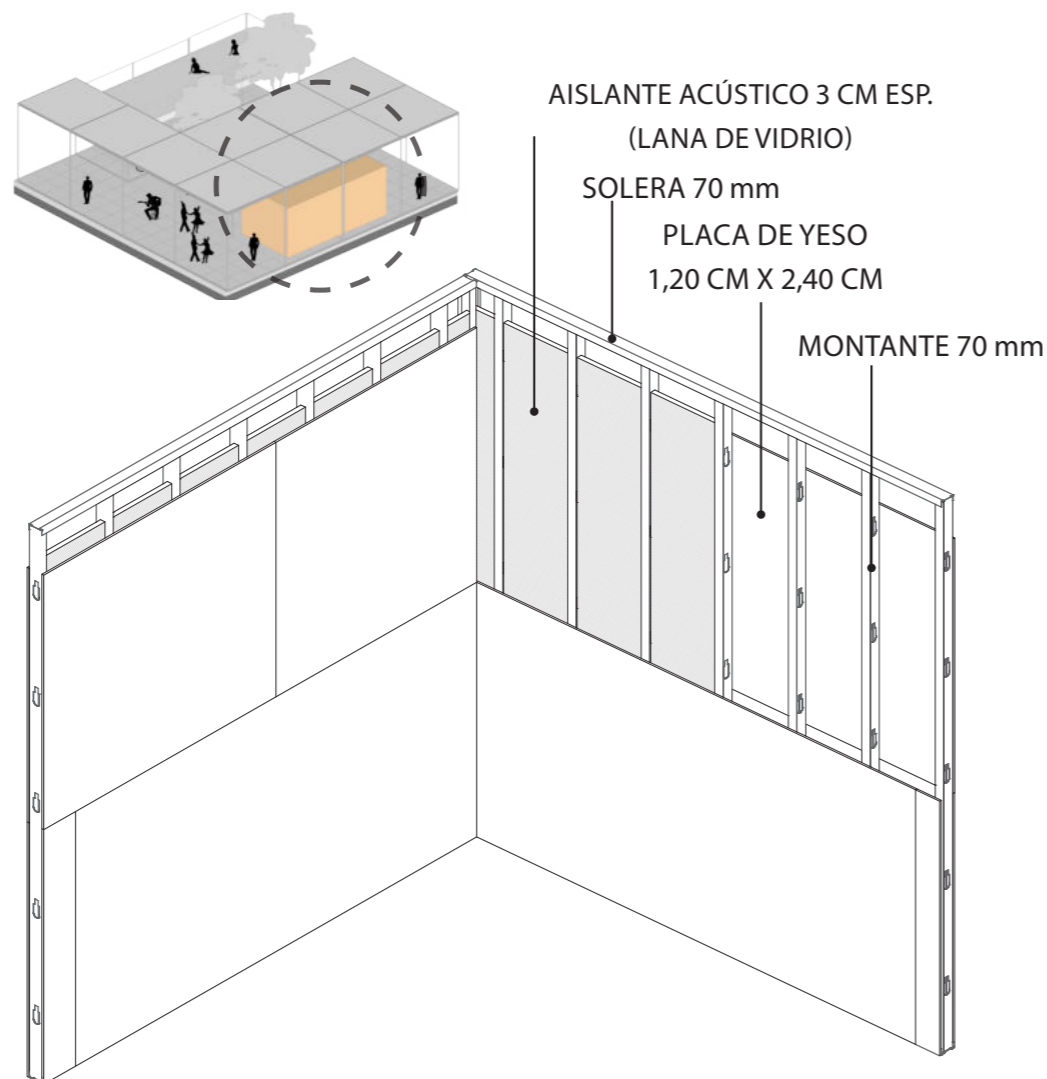 AISLANTE ACÚSTICO 3 CM ESP.
(LANA DE VIDRIO)
SOLERA 70 mm
PLACA DE YESO
1,20 CM X 2,40 CM
MONTANTE 70 mm